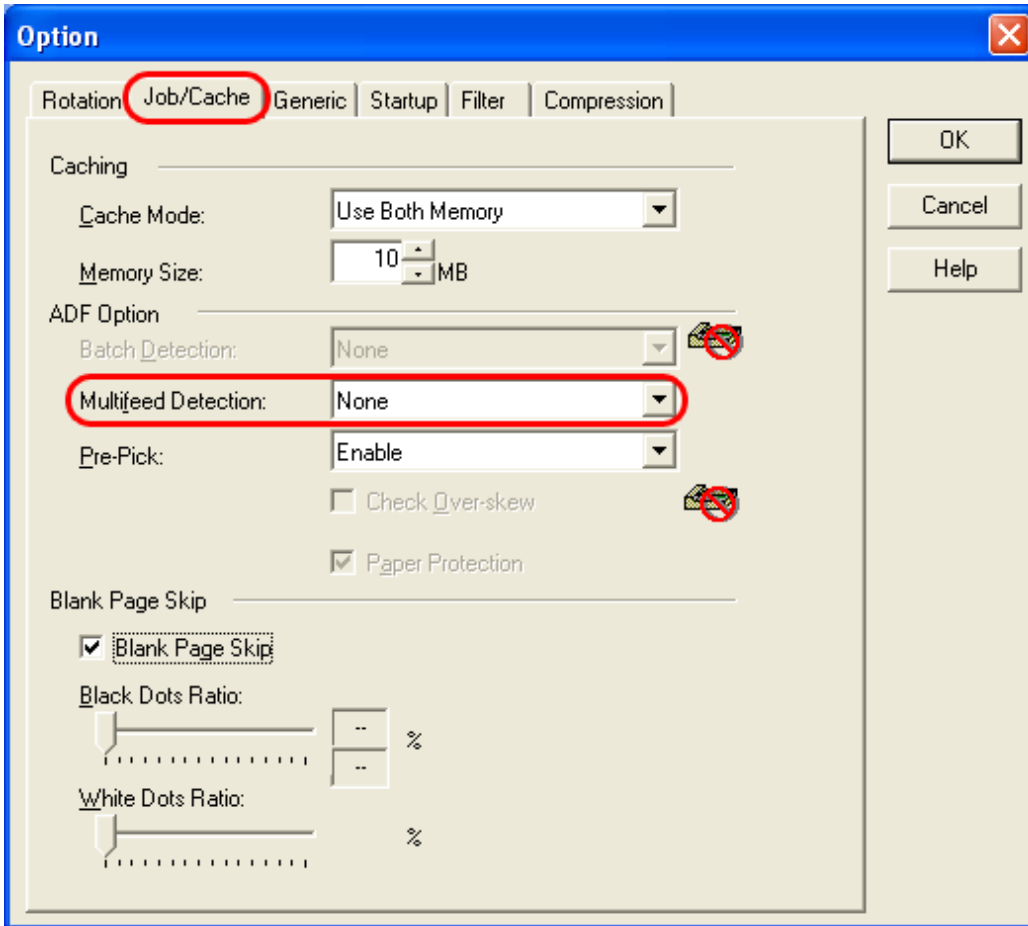 Option
Rotation Job/Cache Generic Startup Filter Compression
OK
Cancel
Help
Caching
Cache Mode: Use Both Memory
Memory Size: 10 MB
ADF Option
Batch Detection: None
Multifeed Detection: None
Pre-Pick: Enable
Check Over-skew
Paper Protection
Blank Page Skip
Blank Page Skip
Black Dots Ratio:
-- %
--
White Dots Ratio:
%